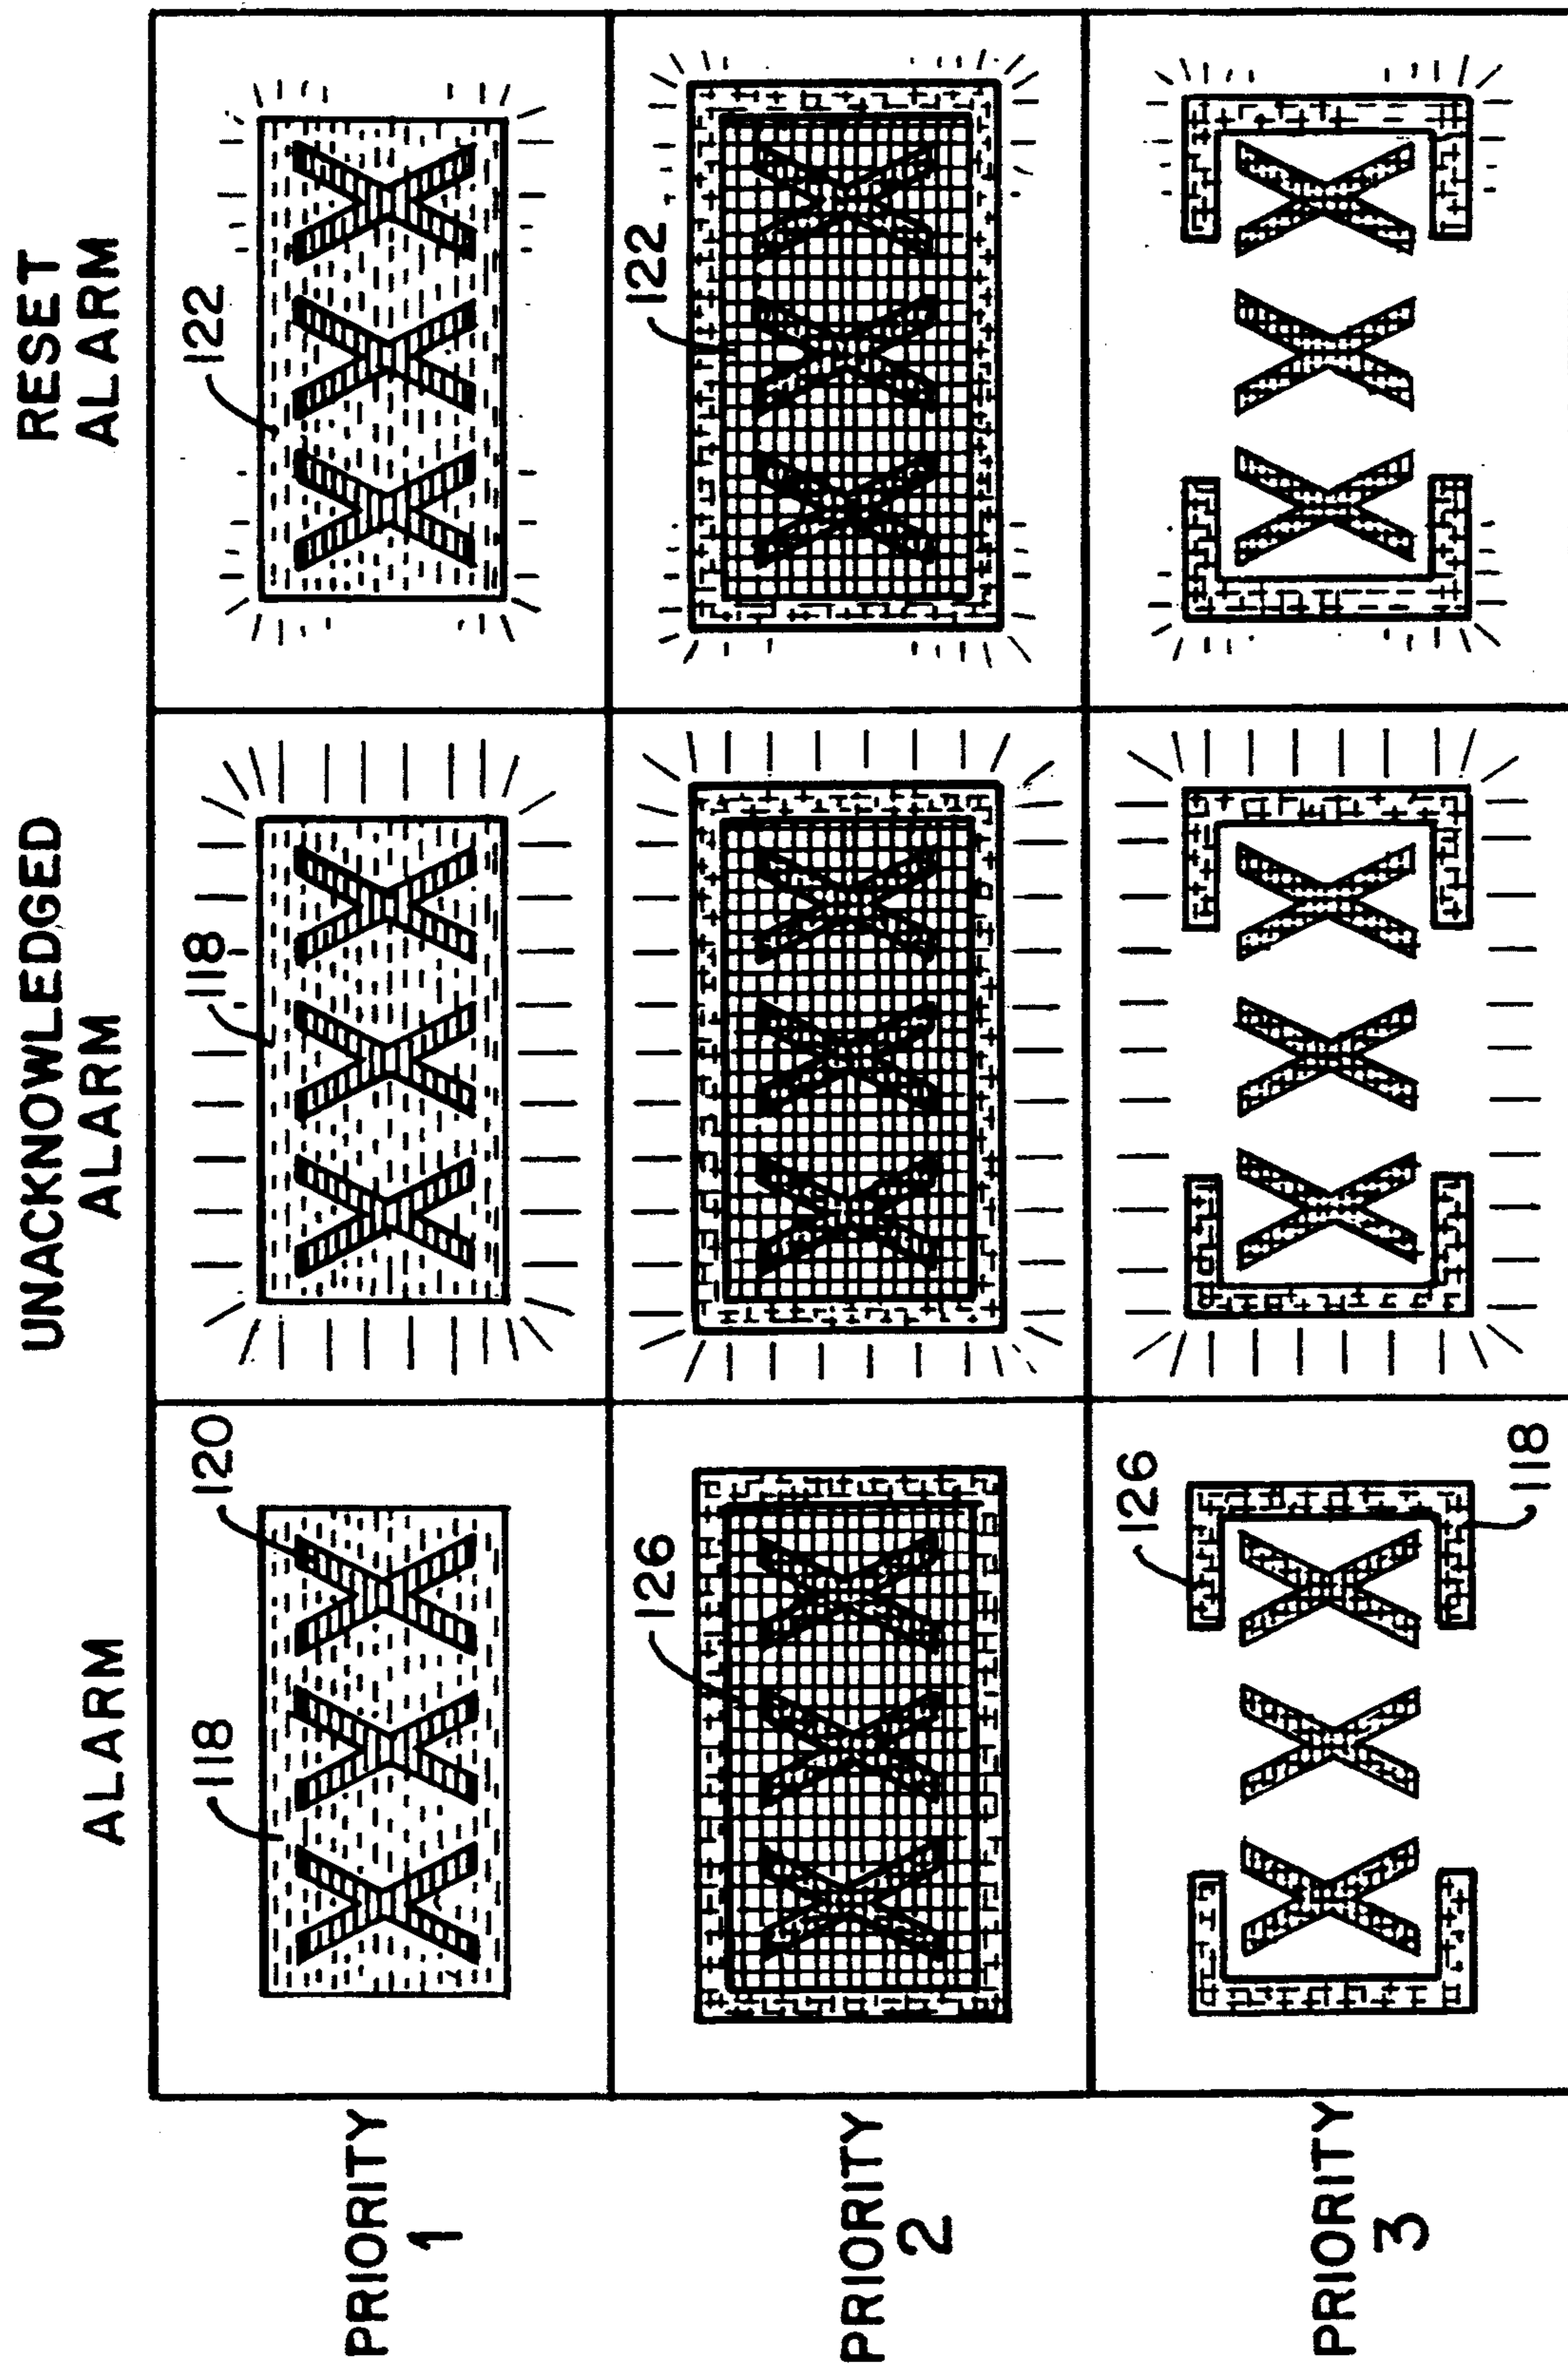 ALARM
UNACKNOWLEDGED
ALARM
RESET
ALARM
PRIORITY
1
118
120
XXX
118
XXX
122
XXX
PRIORITY
2
126
XXX
XXX
122
XXX
PRIORITY
3
126
118
XXX
XXX
XXX